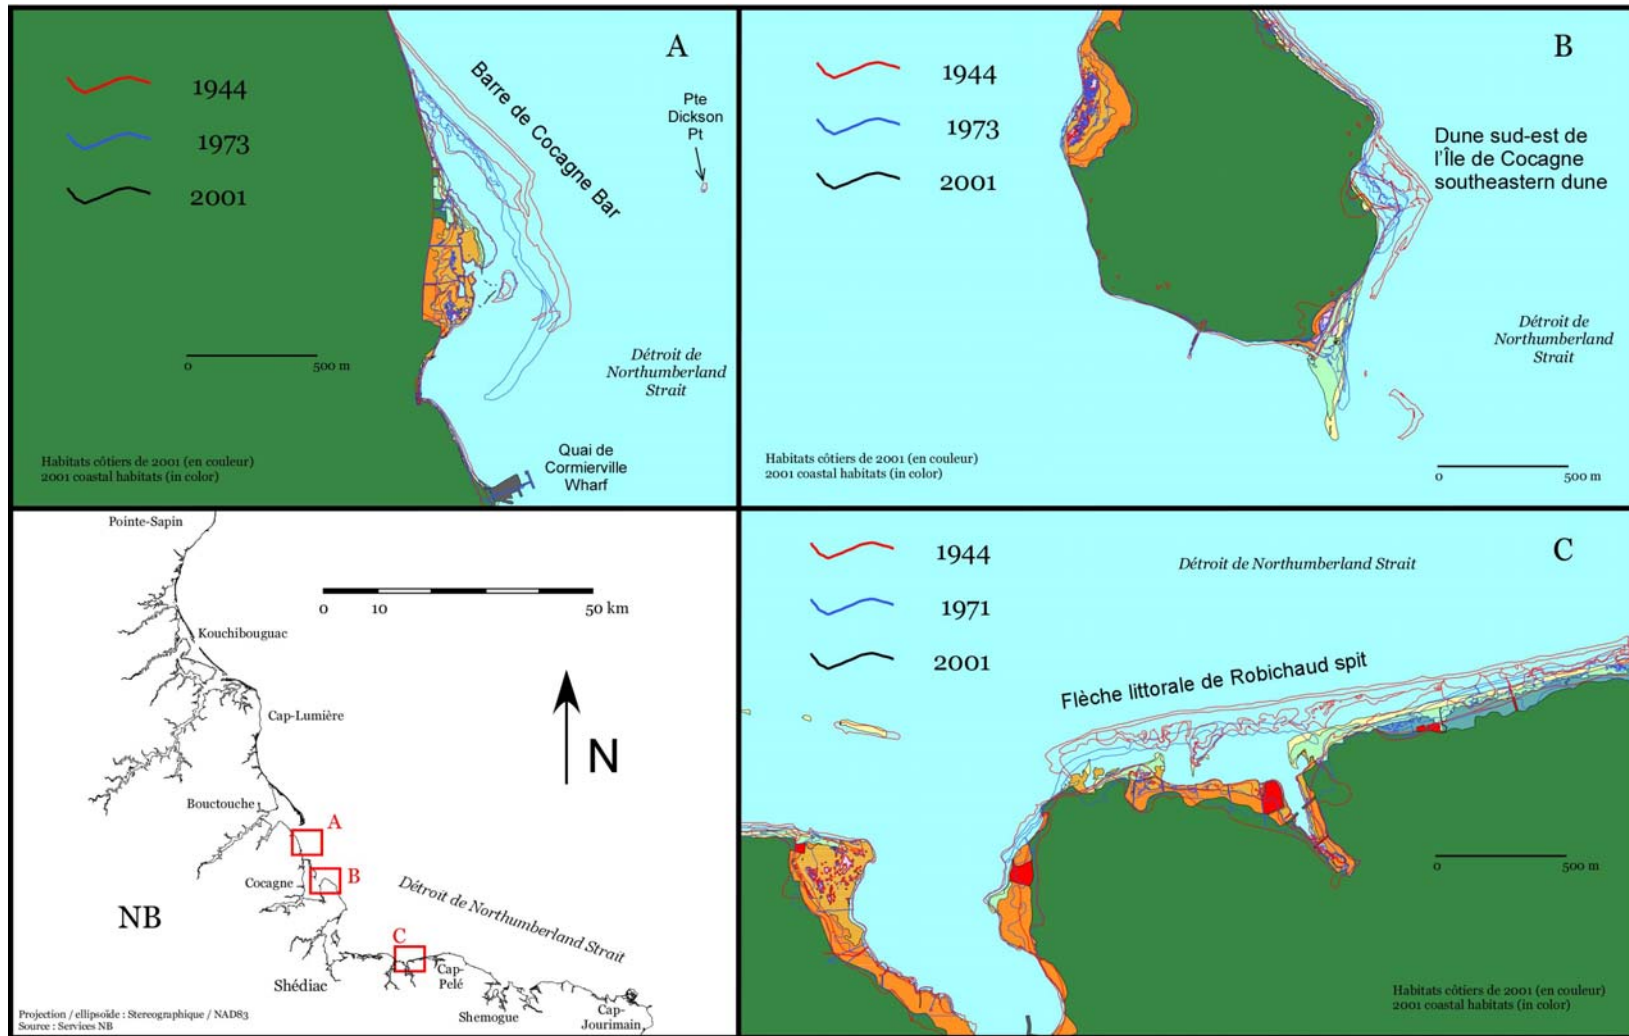 A
1944
1973
2001
Barre de Cocagne Bar
Pte
Dickson
Pt
0 500 m
Détroit de
Northumberland
Strait
Habitats côtiers de 2001 (en couleur)
2001 coastal habitats (in color)
Quai de
Cormierville
Wharf
B
1944
1973
2001
Dune sud-est de
l'Île de Cocagne
southeastern dune
Détroit de
Northumberland
Strait
Habitats côtiers de 2001 (en couleur)
2001 coastal habitats (in color)
0 500 m
Pointe-Sapin
0 10 50 km
Kouchibouguac
Cap-Lumière
N
Bouctouche
A
B
Cocagne
Détroit de Northumberland Strait
NB
C
Shédiac
Cap-
Pelé
Shemogue
Cap-
Jourimain
Projection / ellipsoïde : Stereographique / NAD83
Source : Services NB
C
1944
1971
2001
Détroit de Northumberland Strait
Flèche littorale de Robichaud spit
0 500 m
Habitats côtiers de 2001 (en couleur)
2001 coastal habitats (in color)